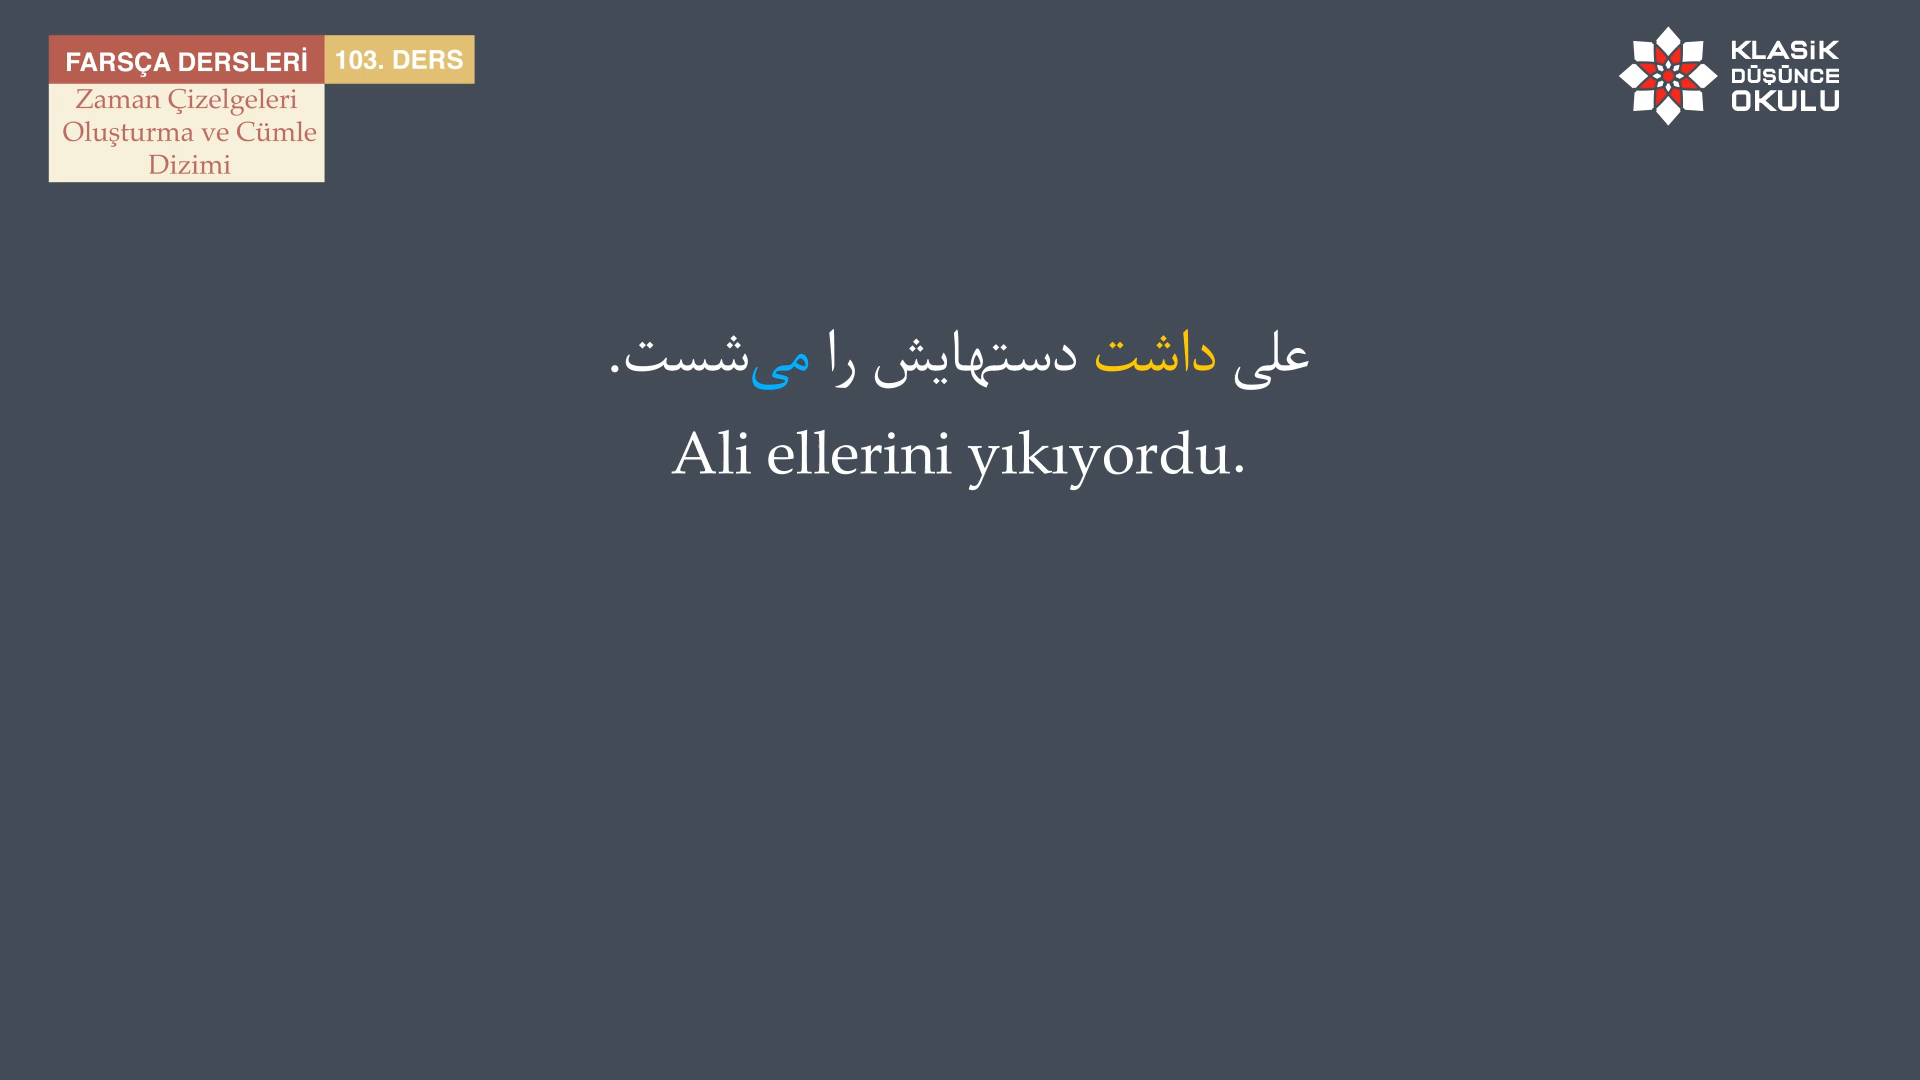 FARSÇA DERSLERİ
103. DERS
Zaman Çizelgeleri
Oluşturma ve Cümle
Dizimi
KLASiK
DÜŞÜNCE
OKULU
علی داشت دستهایش را می‌شست.
Ali ellerini yıkıyordu.